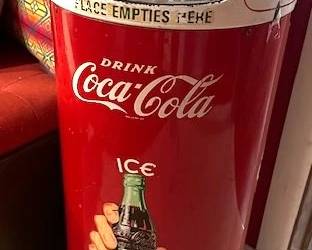 PLACE EMPTIES HERE
DRINK
Coca-Cola
ICE